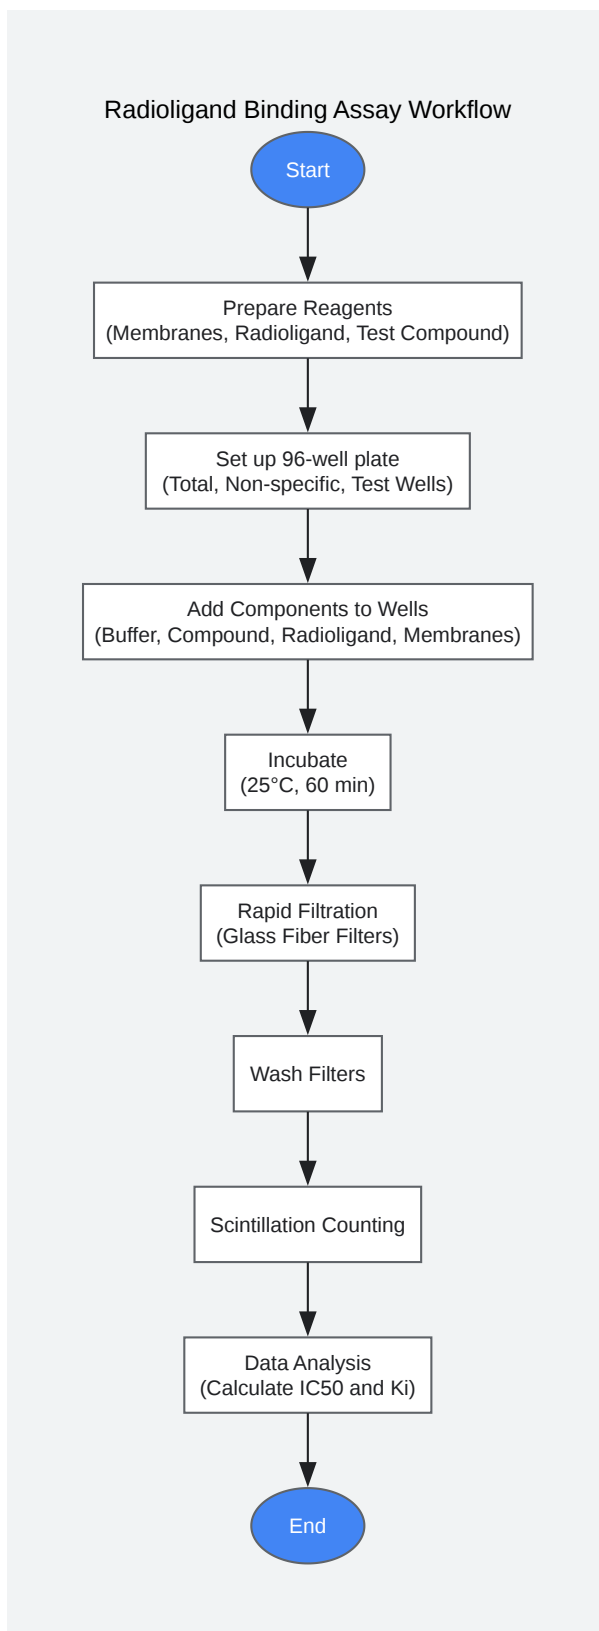 Radioligand Binding Assay Workflow
Start
Prepare Reagents
(Membranes, Radioligand, Test Compound)
Set up 96-well plate
(Total, Non-specific, Test Wells)
Add Components to Wells
(Buffer, Compound, Radioligand, Membranes)
Incubate
(25°C, 60 min)
Rapid Filtration
(Glass Fiber Filters)
Wash Filters
Scintillation Counting
Data Analysis
(Calculate IC50 and Ki)
End